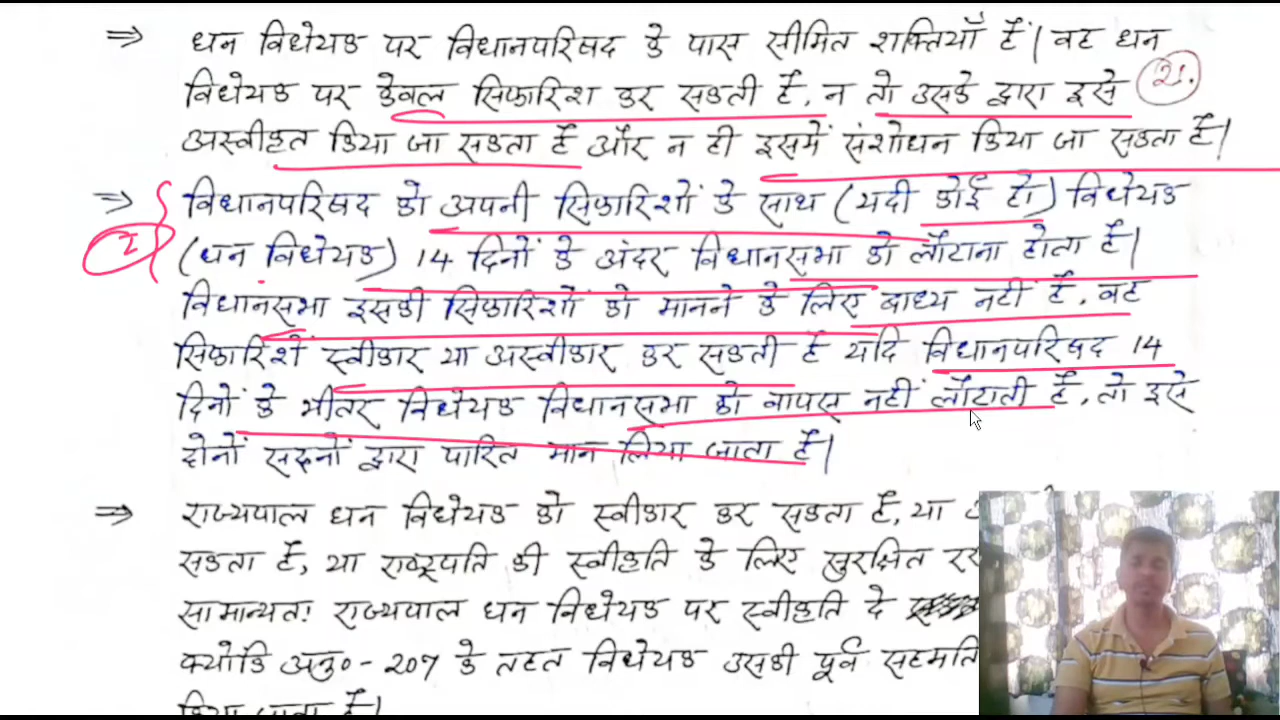 ⇒ धन विधेयक पर विधानपरिषद के पास सीमित शक्तियाँ हैं| वह धन
विधेयक पर केवल सिफारिश कर सकती है, न तो उसके द्वारा इसे
21.
अस्वीकृत किया जा सकता है और न ही इसमें संशोधन किया जा सकता है|
⇒ विधानपरिषद को अपनी सिफारिशों के साथ (यदी कोई हो) विधेयक
(धन विधेयक) 14 दिनों के अंदर विधानसभा को लौटाना होता है|
विधानसभा इसकी सिफारिशों को मानने के लिए बाध्य नहीं है, वह
सिफारिशें स्वीकार या अस्वीकार कर सकती है यदि विधानपरिषद 14
दिनों के भीतर विधेयक विधानसभा को वापस नहीं लौटाती है, तो इसे
दोनों सदनों द्वारा पारित मान लिया जाता है|
⇒ राज्यपाल धन विधेयक को स्वीकार कर सकता है, या
सकता है, या राष्ट्रपति की स्वीकृति के लिए सुरक्षित
सामान्यतः राज्यपाल धन विधेयक पर स्वीकृति दे
क्योकि अनु०-207 के तहत विधेयक उसकी पूर्व सहमति
किया जाता है|